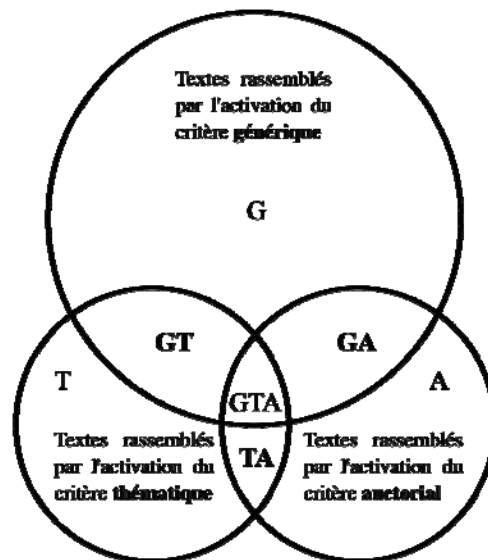 Textes rassemblés
par l'activation du
critère générique
G
GT
GA
T
A
GTA
Textes rassemblés
par l'activation du
critère thématique
TA
Textes rassemblés
par l'activation du
critère auctorial